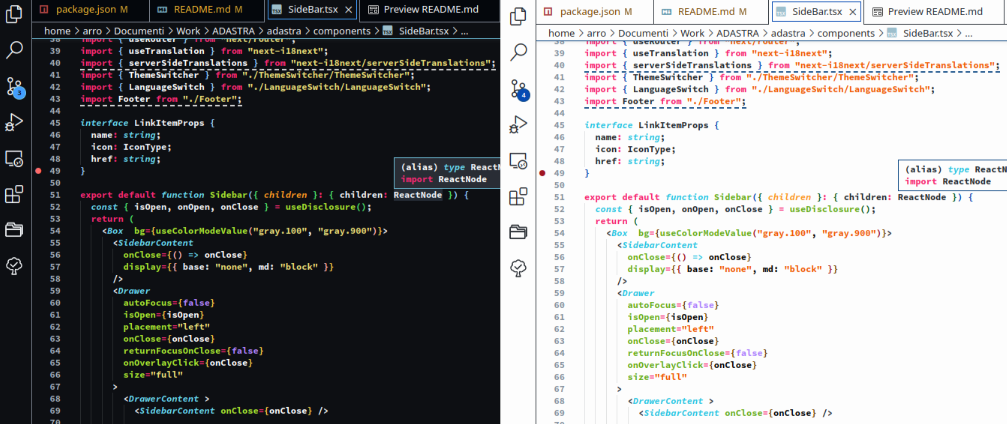 package.json M
README.md M
SideBar.tsx
Preview README.md
home > arro > Documenti > Work > ADASTRA > adastra > components > SideBar.tsx > ...
39 import { useTranslation } from "next-i18next";
40 import { serverSideTranslations } from "next-i18next/serverSideTranslations";
41 import { ThemeSwitcher } from "./ThemeSwitcher/ThemeSwitcher";
42 import { LanguageSwitch } from "./LanguageSwitch/LanguageSwitch";
43 import Footer from "./Footer";
44
45 interface LinkItemProps {
46 name: string;
47 icon: IconType;
48 href: string;
49 }
(alias) type ReactN
import ReactNode
50
51 export default function Sidebar({ children }: { children: ReactNode }) {
52 const { isOpen, onOpen, onClose } = useDisclosure();
53 return (
54 <Box bg={useColorModeValue("gray.100", "gray.900")}>
55 <SidebarContent
56 onClose={() => onClose}
57 display={{ base: "none", md: "block" }}
58 />
59 <Drawer
60 autoFocus={false}
61 isOpen={isOpen}
62 placement="left"
63 onClose={onClose}
64 returnFocusOnClose={false}
65 onOverlayClick={onClose}
66 size="full"
67 >
68 <DrawerContent >
69 <SidebarContent onClose={onClose} />
3
package.json M
README.md M
SideBar.tsx
Preview README.md
home > arro > Documenti > Work > ADASTRA > adastra > components > SideBar.tsx > ...
39 import { useTranslation } from "next-i18next";
40 import { serverSideTranslations } from "next-i18next/serverSideTranslations";
41 import { ThemeSwitcher } from "./ThemeSwitcher/ThemeSwitcher";
42 import { LanguageSwitch } from "./LanguageSwitch/LanguageSwitch";
43 import Footer from "./Footer";
44
45 interface LinkItemProps {
46 name: string;
47 icon: IconType;
48 href: string;
49 }
(alias) type ReactN
import ReactNode
50
51 export default function Sidebar({ children }: { children: ReactNode }) {
52 const { isOpen, onOpen, onClose } = useDisclosure();
53 return (
54 <Box bg={useColorModeValue("gray.100", "gray.900")}>
55 <SidebarContent
56 onClose={() => onClose}
57 display={{ base: "none", md: "block" }}
58 />
59 <Drawer
60 autoFocus={false}
61 isOpen={isOpen}
62 placement="left"
63 onClose={onClose}
64 returnFocusOnClose={false}
65 onOverlayClick={onClose}
66 size="full"
67 >
68 <DrawerContent >
69 <SidebarContent onClose={onClose} />
4